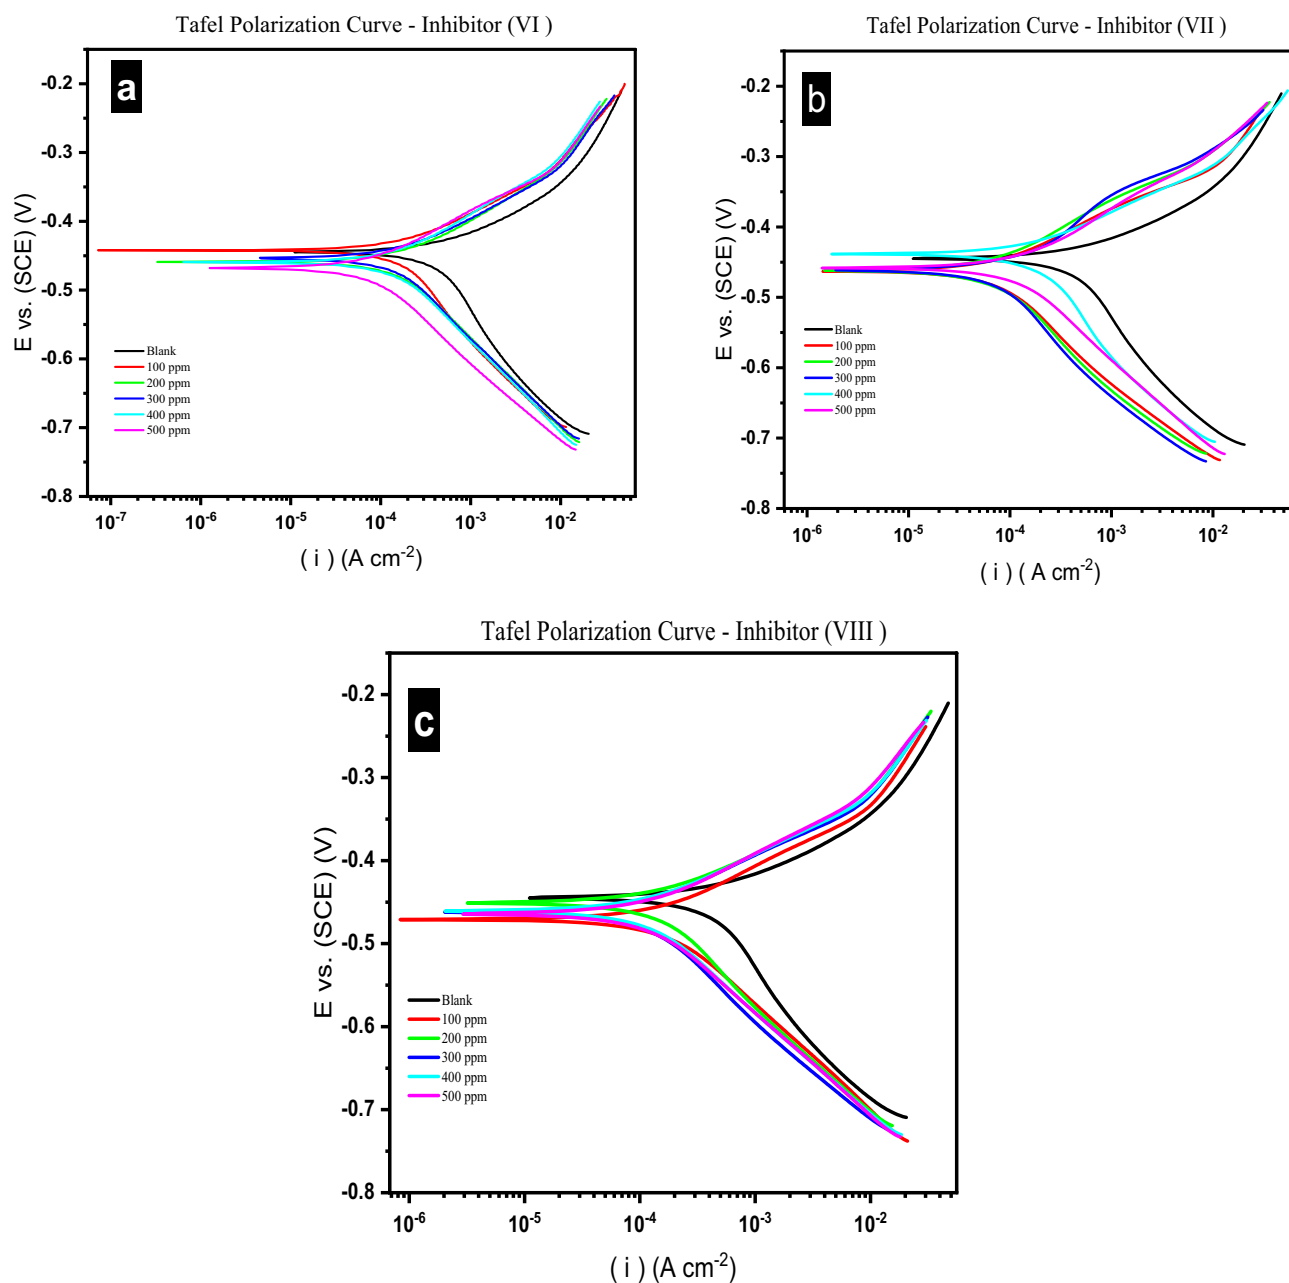 Tafel Polarization Curve - Inhibitor (VI )
a
-0.2
-0.3
-0.4
-0.5
-0.6
-0.7
-0.8
E vs. (SCE) (V)
Blank
100 ppm
200 ppm
300 ppm
400 ppm
500 ppm
10-7 10-6 10-5 10-4 10-3 10-2
( i ) (A cm-2)
Tafel Polarization Curve - Inhibitor (VII )
b
-0.2
-0.3
-0.4
-0.5
-0.6
-0.7
-0.8
E vs. (SCE) (V)
Blank
100 ppm
200 ppm
300 ppm
400 ppm
500 ppm
10-6 10-5 10-4 10-3 10-2
( i ) ( A cm-2)
Tafel Polarization Curve - Inhibitor (VIII )
c
-0.2
-0.3
-0.4
-0.5
-0.6
-0.7
-0.8
E vs. (SCE) (V)
Blank
100 ppm
200 ppm
300 ppm
400 ppm
500 ppm
10-6 10-5 10-4 10-3 10-2
( i ) (A cm-2)